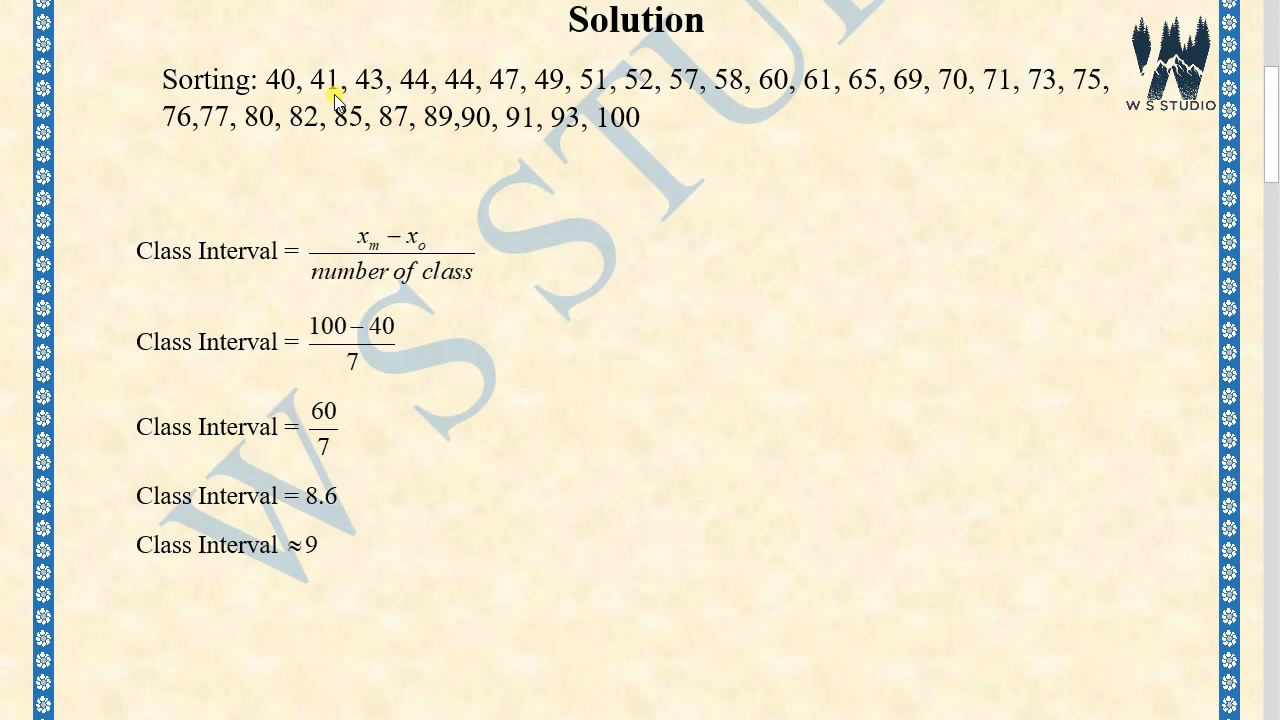 Solution
Sorting: 40, 41, 43, 44, 44, 47, 49, 51, 52, 57, 58, 60, 61, 65, 69, 70, 71, 73, 75,
76,77, 80, 82, 85, 87, 89,90, 91, 93, 100
W S STUDIO
Class Interval = (x_m − x_o) / number of class
Class Interval = (100 − 40) / 7
Class Interval = 60 / 7
Class Interval = 8.6
Class Interval ≈ 9
W S STU